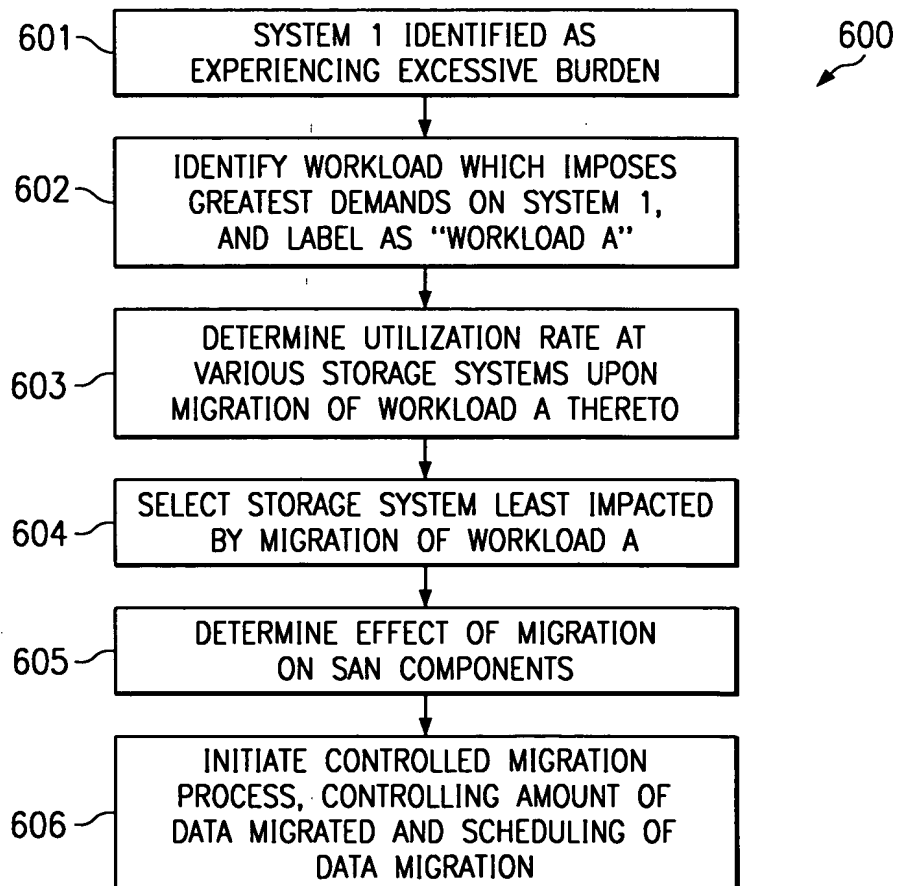 600
601
SYSTEM 1 IDENTIFIED AS
EXPERIENCING EXCESSIVE BURDEN
602
IDENTIFY WORKLOAD WHICH IMPOSES
GREATEST DEMANDS ON SYSTEM 1,
AND LABEL AS "WORKLOAD A"
603
DETERMINE UTILIZATION RATE AT
VARIOUS STORAGE SYSTEMS UPON
MIGRATION OF WORKLOAD A THERETO
604
SELECT STORAGE SYSTEM LEAST IMPACTED
BY MIGRATION OF WORKLOAD A
605
DETERMINE EFFECT OF MIGRATION
ON SAN COMPONENTS
606
INITIATE CONTROLLED MIGRATION
PROCESS, CONTROLLING AMOUNT OF
DATA MIGRATED AND SCHEDULING OF
DATA MIGRATION